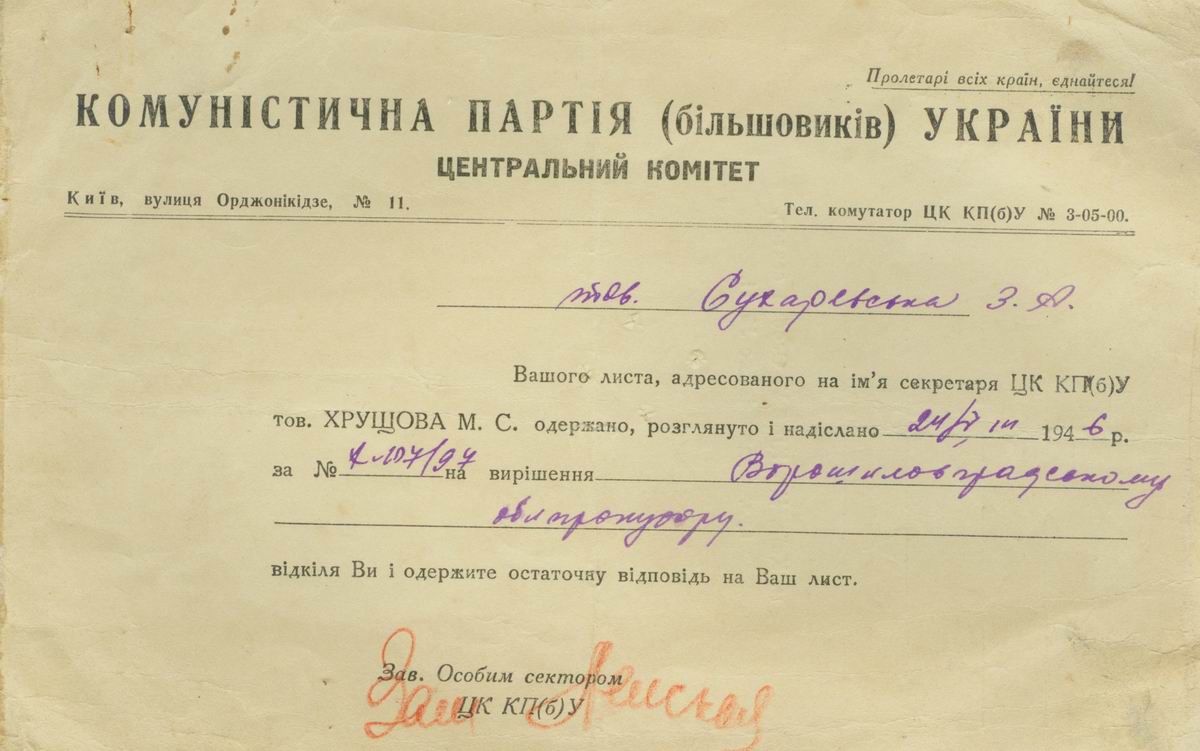 Пролетарі всіх країн, єднайтеся!
КОМУНІСТИЧНА ПАРТІЯ (більшовиків) УКРАЇНИ
ЦЕНТРАЛЬНИЙ КОМІТЕТ
Київ, вулиця Орджонікідзе, № 11.
Тел. комутатор ЦК КП(б)У № 3-05-00.
тов. Сухаревська З. А.
Вашого листа, адресованого на ім'я секретаря ЦК КП(б)У
тов. ХРУЩОВА М. С. одержано, розглянуто і надіслано 1946 р.
за № на вирішення Ворошиловградському
облпрокурору.
відкіля Ви і одержите остаточну відповідь на Ваш лист.
Зав. Особим сектором
ЦК КП(б)У